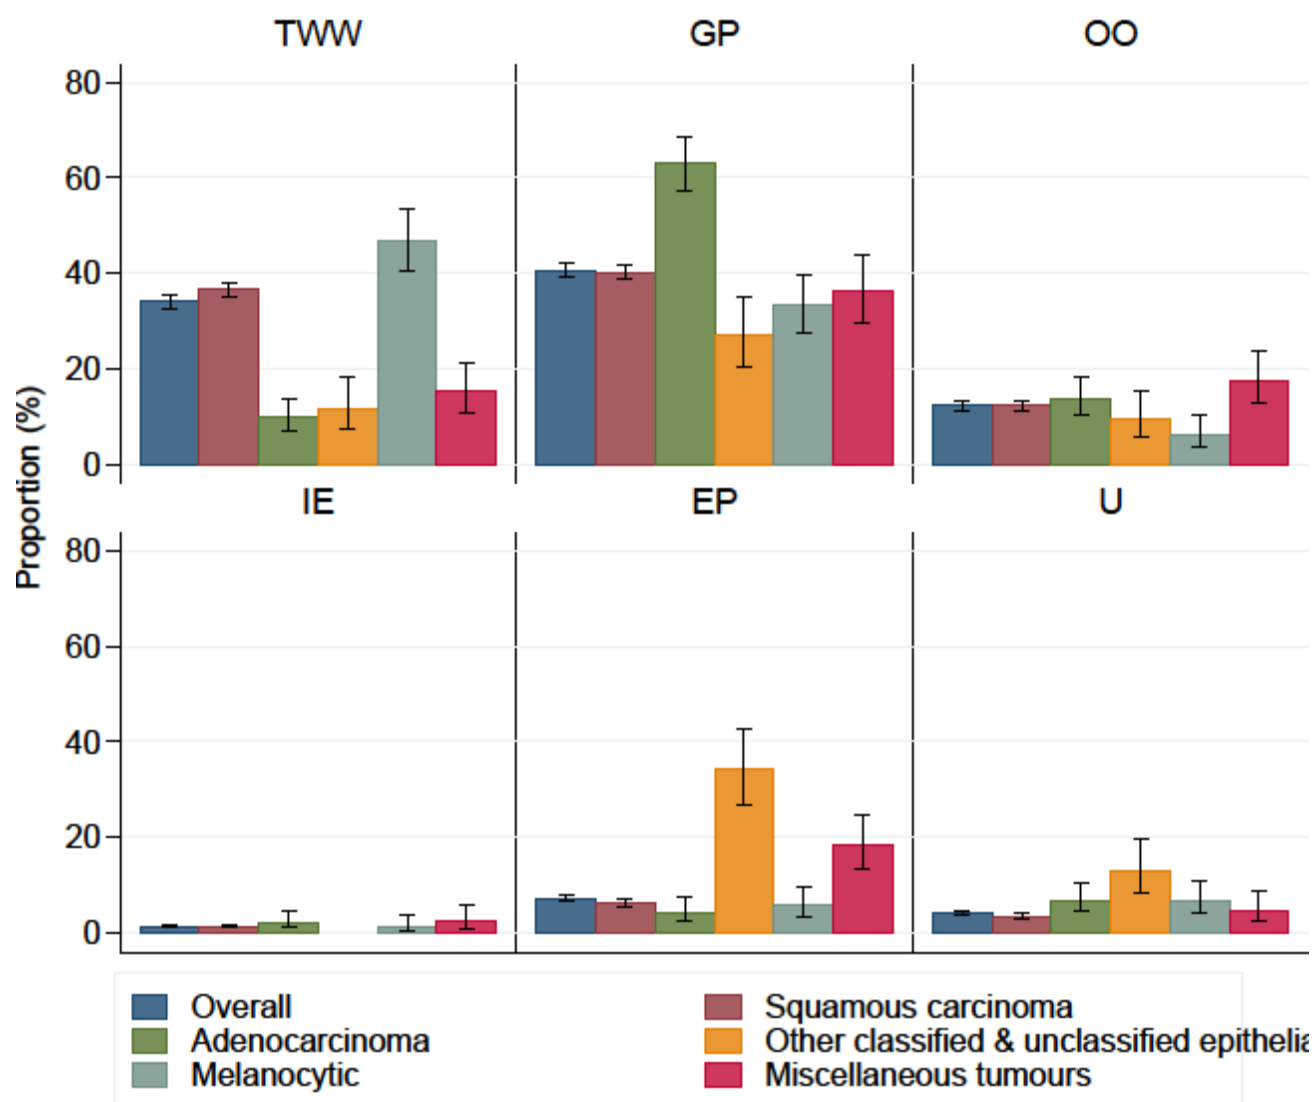 TWW GP OO
80
60
40
20
0
IE EP U
80
60
40
20
0
Proportion (%)
Overall
Squamous carcinoma
Adenocarcinoma
Other classified & unclassified epithelia
Melanocytic
Miscellaneous tumours